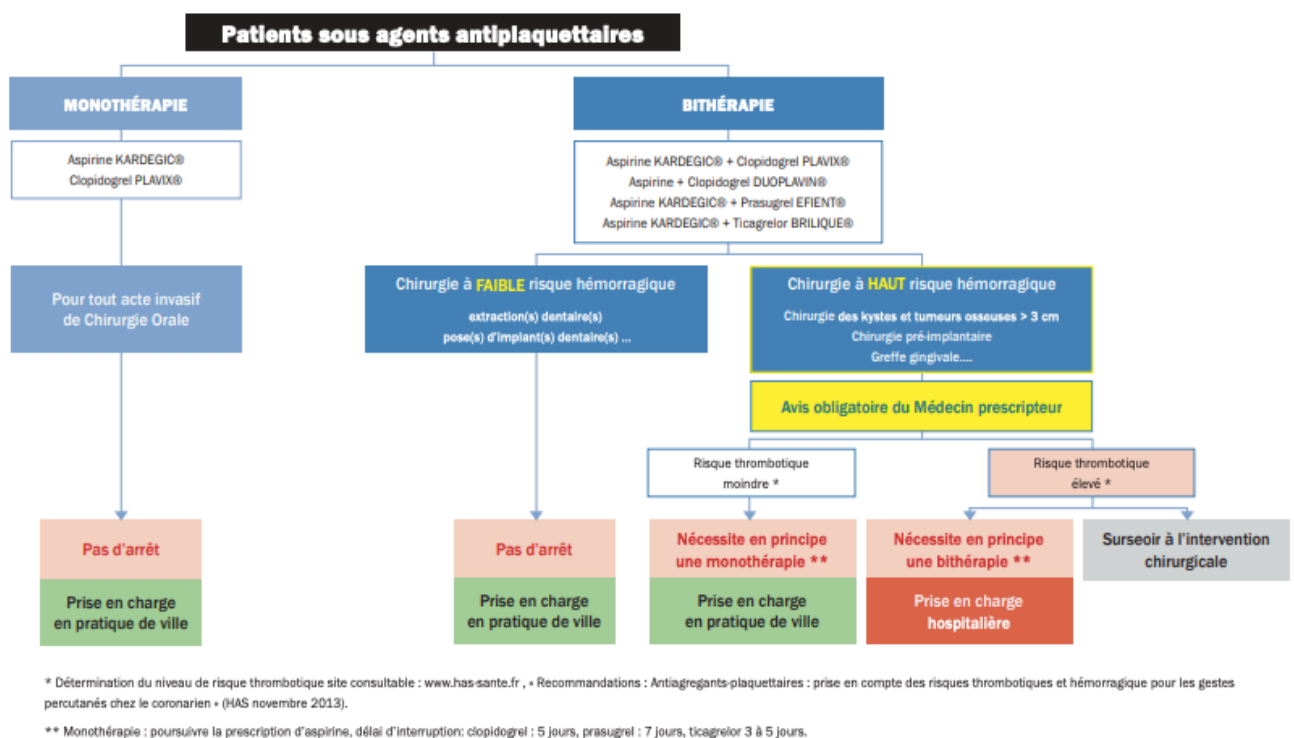 Patients sous agents antiplaquettaires
MONOTHÉRAPIE
Aspirine KARDEGIC®
Clopidogrel PLAVIX®
Pour tout acte invasif
de Chirurgie Orale
Pas d'arrêt
Prise en charge
en pratique de ville
BITHÉRAPIE
Aspirine KARDEGIC® + Clopidogrel PLAVIX®
Aspirine + Clopidogrel DUOPLAVIN®
Aspirine KARDEGIC® + Prasugrel EFIENT®
Aspirine KARDEGIC® + Ticagrelor BRILIQUE®
Chirurgie à FAIBLE risque hémorragique
extraction(s) dentaire(s)
pose(s) d'implant(s) dentaire(s) ...
Pas d'arrêt
Prise en charge
en pratique de ville
Chirurgie à HAUT risque hémorragique
Chirurgie des kystes et tumeurs osseuses > 3 cm
Chirurgie pré-implantaire
Greffe gingivale....
Avis obligatoire du Médecin prescripteur
Risque thrombotique
moindre *
Nécessite en principe
une monothérapie **
Prise en charge
en pratique de ville
Risque thrombotique
élevé *
Nécessite en principe
une bithérapie **
Prise en charge
hospitalière
Surseoir à l'intervention
chirurgicale
* Détermination du niveau de risque thrombotique site consultable : www.has-sante.fr , « Recommandations : Antiagregants-plaquettaires : prise en compte des risques thrombotiques et hémorragique pour les gestes
percutanés chez le coronarien » (HAS novembre 2013).
** Monothérapie : poursuivre la prescription d'aspirine, délai d'interruption: clopidogrel : 5 jours, prasugrel : 7 jours, ticagrelor 3 à 5 jours.